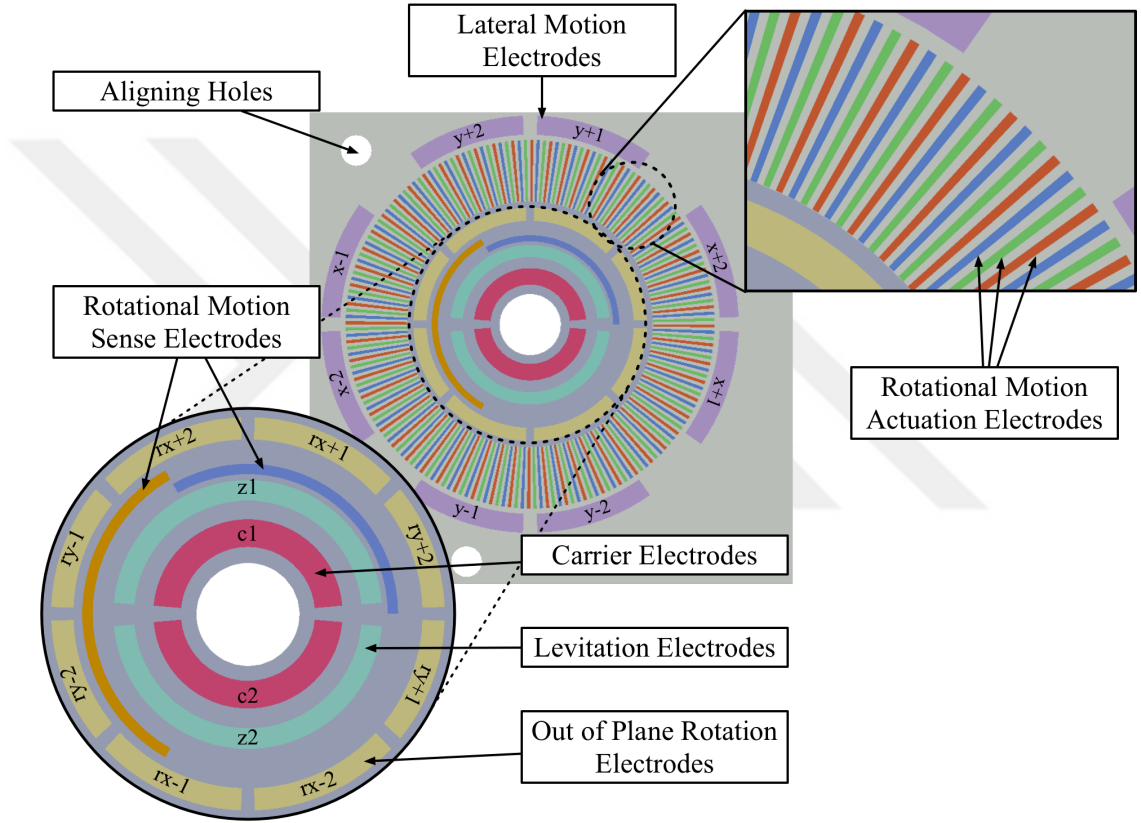 Lateral Motion
Electrodes
Aligning Holes
y+2
y+1
x-1
x+2
x-2
x+1
y-1
y-2
Rotational Motion
Sense Electrodes
Rotational Motion
Actuation Electrodes
rx+2
rx+1
ry-1
ry+2
z1
c1
ry-2
ry+1
c2
z2
rx-1
rx-2
Carrier Electrodes
Levitation Electrodes
Out of Plane Rotation
Electrodes